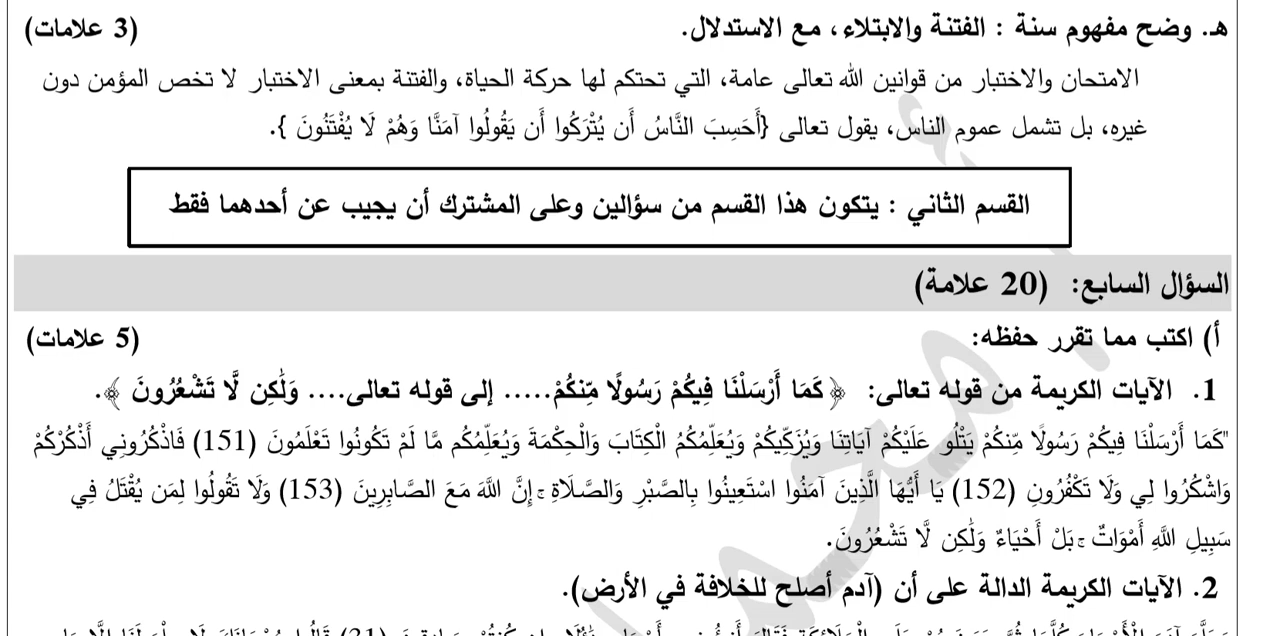 هـ. وضح مفهوم سنة : الفتنة والابتلاء، مع الاستدلال. (3 علامات)
الامتحان والاختبار من قوانين الله تعالى عامة، التي تحتكم لها حركة الحياة، والفتنة بمعنى الاختبار لا تخص المؤمن دون
غيره، بل تشمل عموم الناس، يقول تعالى {أَحَسِبَ النَّاسُ أَن يُتْرَكُوا أَن يَقُولُوا آمَنَّا وَهُمْ لَا يُفْتَنُونَ }.
القسم الثاني : يتكون هذا القسم من سؤالين وعلى المشترك أن يجيب عن أحدهما فقط
السؤال السابع: (20 علامة)
أ) اكتب مما تقرر حفظه: (5 علامات)
1. الآيات الكريمة من قوله تعالى: ﴿ كَمَا أَرْسَلْنَا فِيكُمْ رَسُولًا مِّنكُمْ..... إلى قوله تعالى.... وَلَٰكِن لَّا تَشْعُرُونَ ﴾.
"كَمَا أَرْسَلْنَا فِيكُمْ رَسُولًا مِّنكُمْ يَتْلُو عَلَيْكُمْ آيَاتِنَا وَيُزَكِّيكُمْ وَيُعَلِّمُكُمُ الْكِتَابَ وَالْحِكْمَةَ وَيُعَلِّمُكُم مَّا لَمْ تَكُونُوا تَعْلَمُونَ (151) فَاذْكُرُونِي أَذْكُرْكُمْ
وَاشْكُرُوا لِي وَلَا تَكْفُرُونِ (152) يَا أَيُّهَا الَّذِينَ آمَنُوا اسْتَعِينُوا بِالصَّبْرِ وَالصَّلَاةِ ۚ إِنَّ اللَّهَ مَعَ الصَّابِرِينَ (153) وَلَا تَقُولُوا لِمَن يُقْتَلُ فِي
سَبِيلِ اللَّهِ أَمْوَاتٌ ۚ بَلْ أَحْيَاءٌ وَلَٰكِن لَّا تَشْعُرُونَ.
2. الآيات الكريمة الدالة على أن (آدم أصلح للخلافة في الأرض).